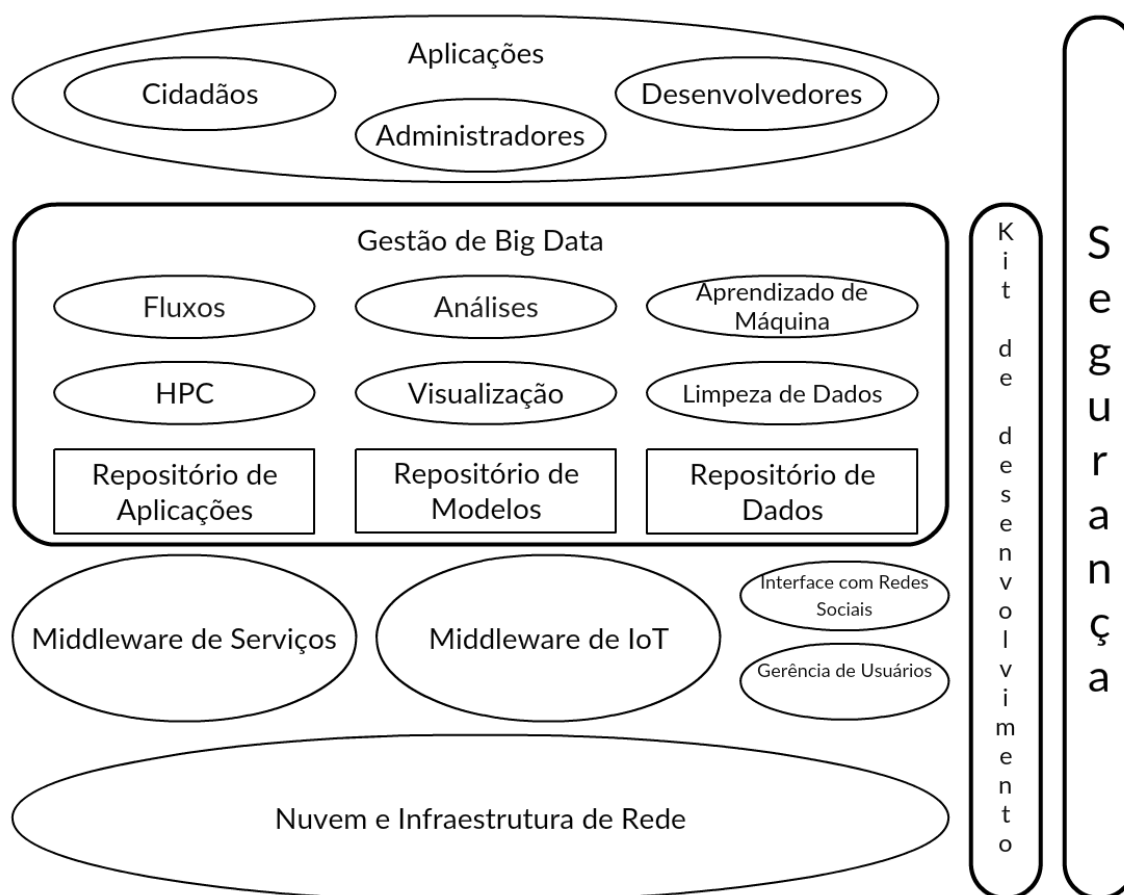 Aplicações
Cidadãos
Desenvolvedores
Administradores
Gestão de Big Data
Fluxos
Análises
Aprendizado de
Máquina
HPC
Visualização
Limpeza de Dados
Repositório de
Aplicações
Repositório de
Modelos
Repositório de
Dados
Middleware de Serviços
Middleware de IoT
Interface com Redes
Sociais
Gerência de Usuários
Nuvem e Infraestrutura de Rede
Kit de desenvolvimento
Segurança